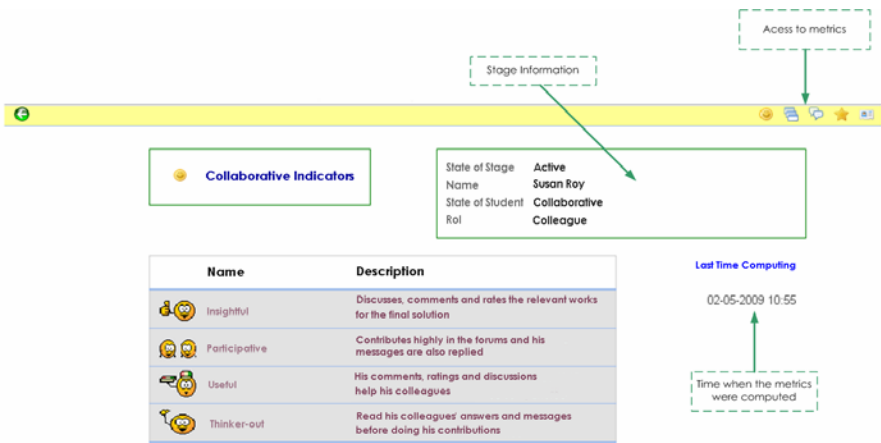 Acess to metrics
Stage Information
Collaborative Indicators
State of Stage Active
Name Susan Roy
State of Student Collaborative
Rol Colleague
Name Description
Insightful Discusses, comments and rates the relevant works
for the final solution
Participative Contributes highly in the forums and his
messages are also replied
Useful His comments, ratings and discussions
help his colleagues
Thinker-out Read his colleagues' answers and messages
before doing his contributions
Last Time Computing
02-05-2009 10:55
Time when the metrics
were computed